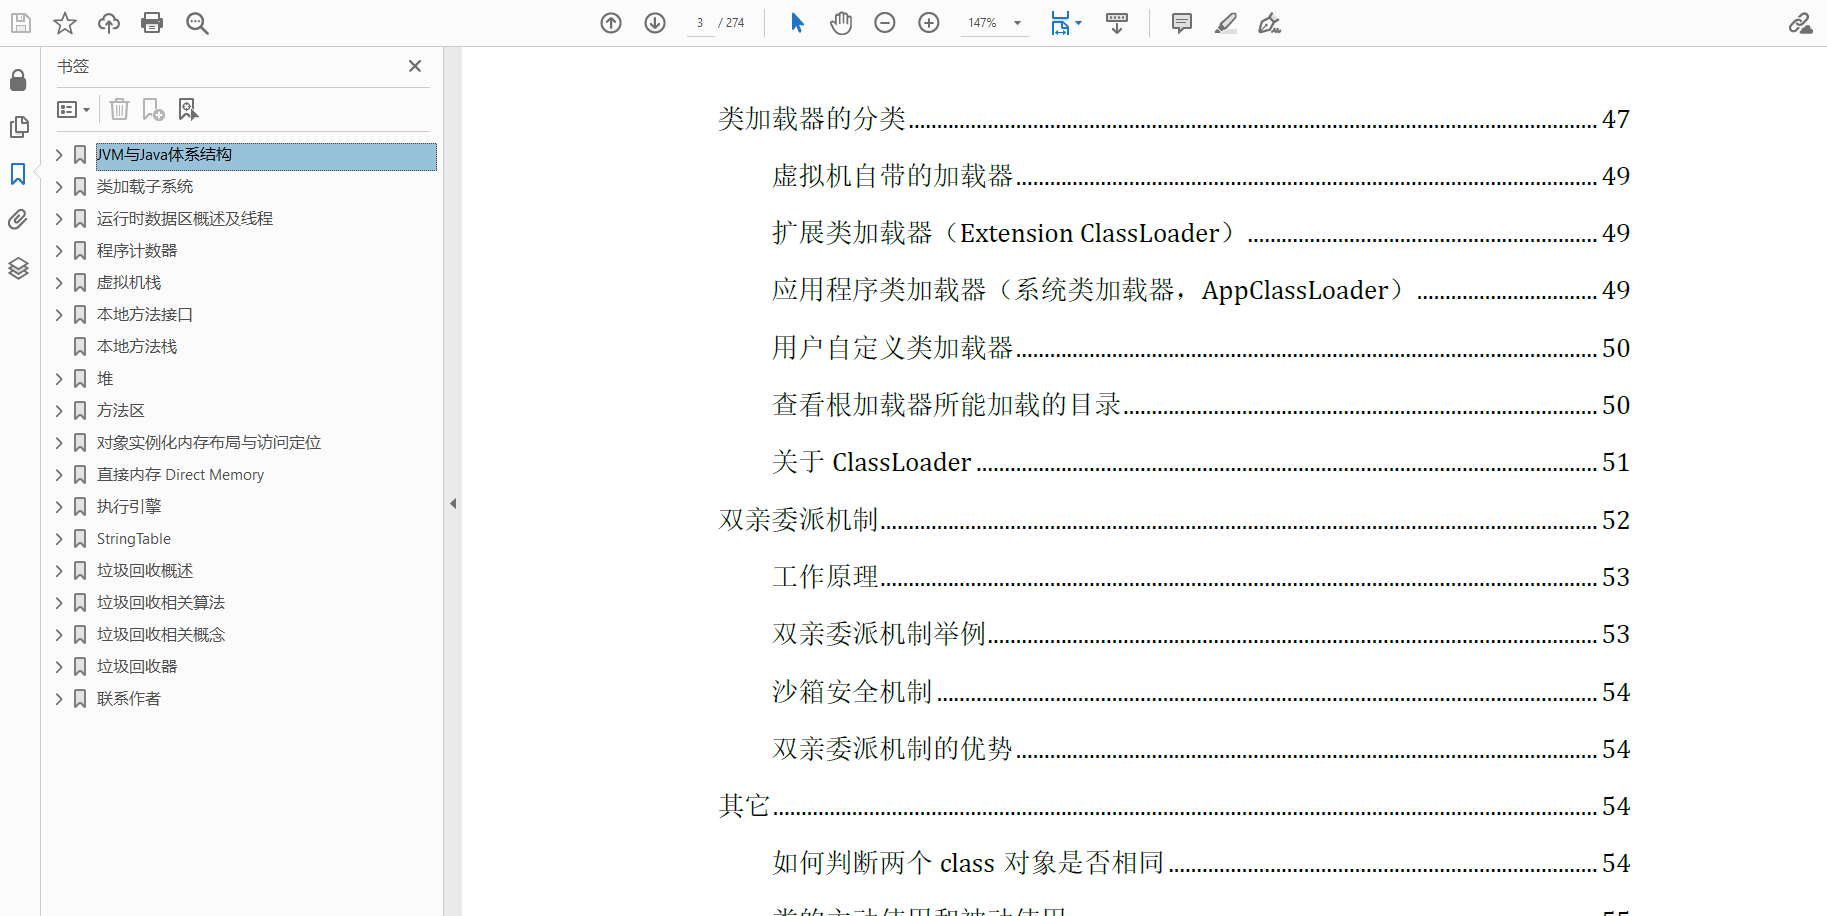 3 / 274
147%
书签
JVM与Java体系结构
类加载子系统
运行时数据区概述及线程
程序计数器
虚拟机栈
本地方法接口
本地方法栈
堆
方法区
对象实例化内存布局与访问定位
直接内存 Direct Memory
执行引擎
StringTable
垃圾回收概述
垃圾回收相关算法
垃圾回收相关概念
垃圾回收器
联系作者
类加载器的分类 47
虚拟机自带的加载器 49
扩展类加载器（Extension ClassLoader） 49
应用程序类加载器（系统类加载器，AppClassLoader） 49
用户自定义类加载器 50
查看根加载器所能加载的目录 50
关于 ClassLoader 51
双亲委派机制 52
工作原理 53
双亲委派机制举例 53
沙箱安全机制 54
双亲委派机制的优势 54
其它 54
如何判断两个 class 对象是否相同 54
类的主动使用和被动使用 55